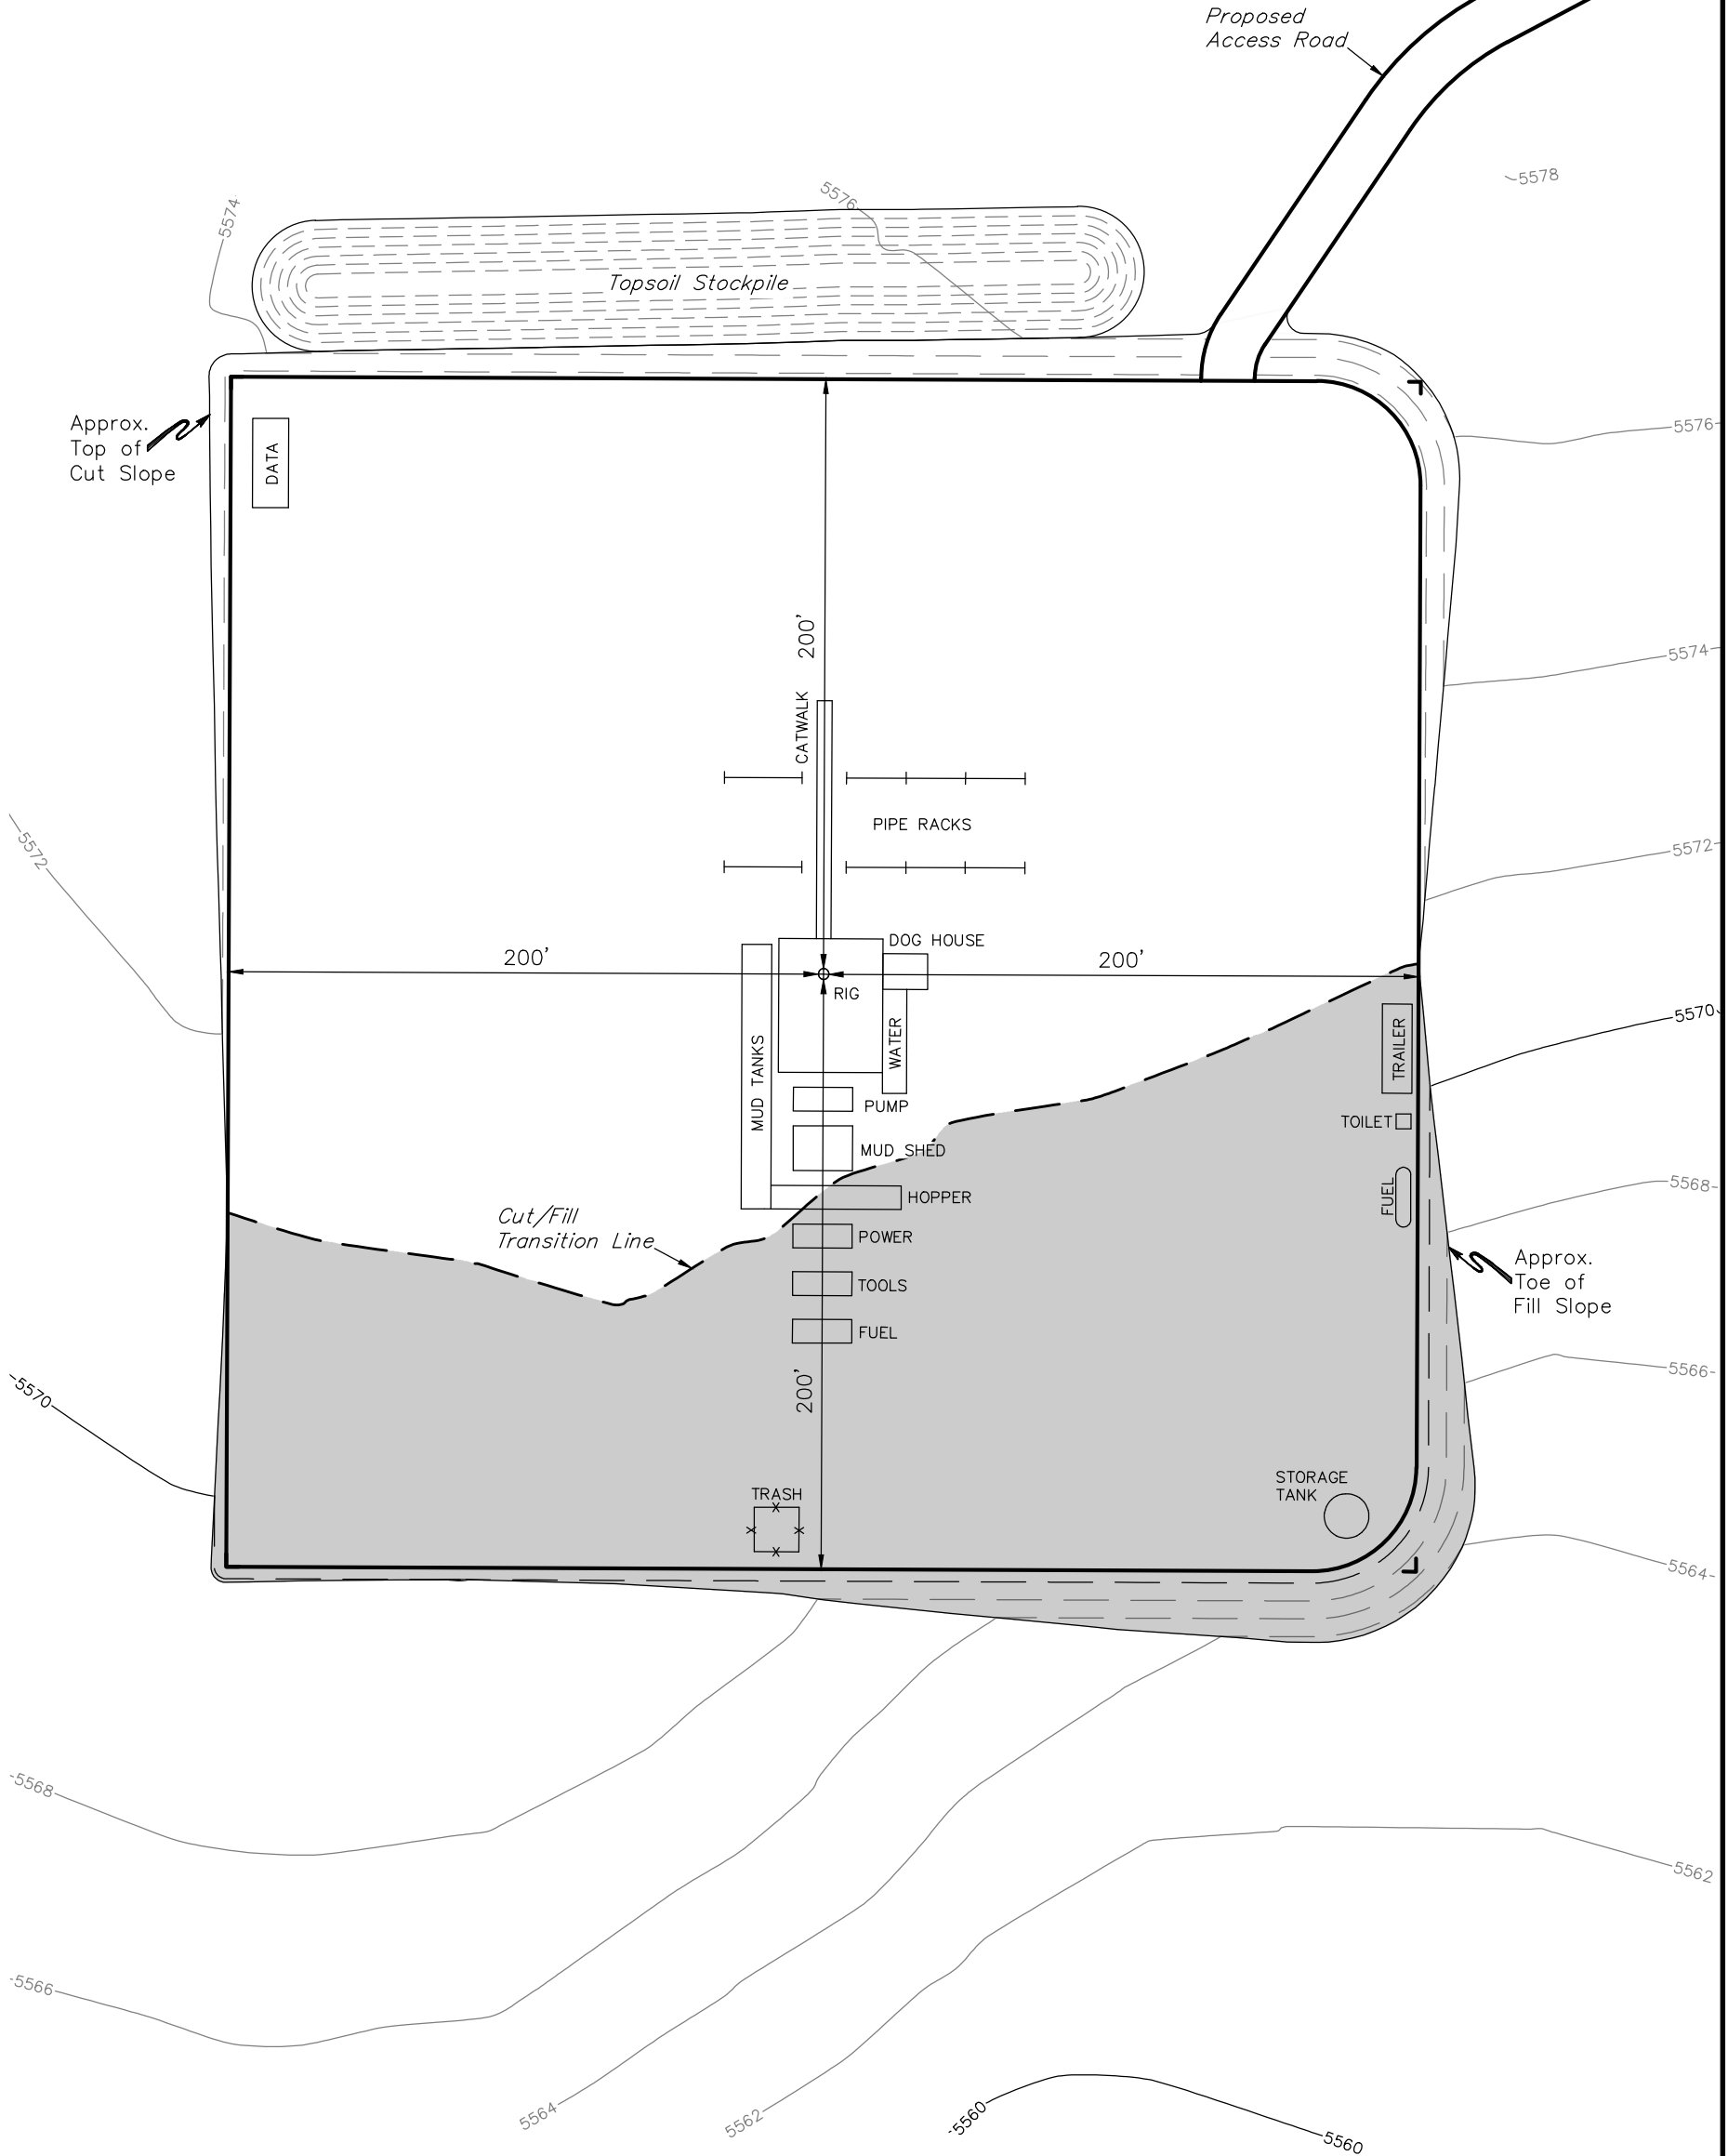 Proposed
Access Road
5578
5574
5576
Topsoil Stockpile
Approx.
Top of
Cut Slope
DATA
5576
200'
5574
CATWALK
PIPE RACKS
5572
5572
DOG HOUSE
200'
200'
RIG
WATER
MUD TANKS
TRAILER
5570
PUMP
TOILET
MUD SHED
5568
HOPPER
FUEL
Cut/Fill
Transition Line
POWER
Approx.
Toe of
Fill Slope
TOOLS
FUEL
5566
200'
5570
STORAGE
TANK
TRASH
5564
5568
5562
5566
5564
5562
5560
5560